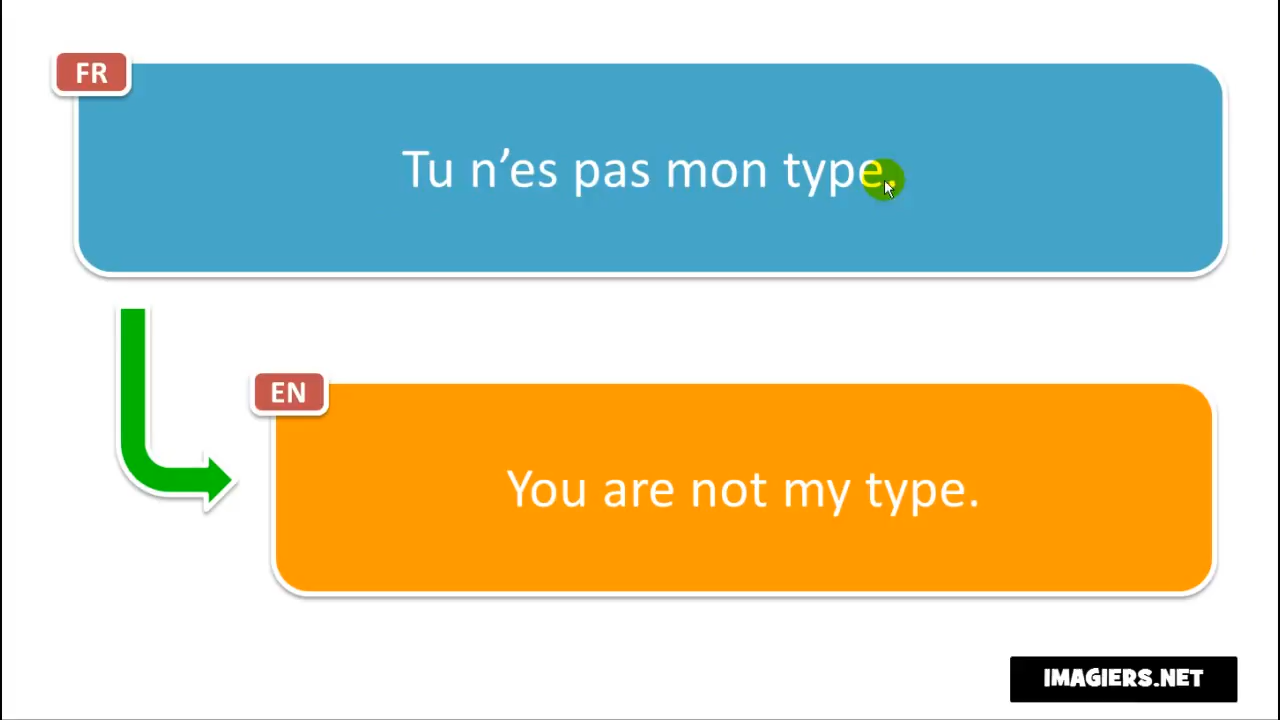 FR
Tu n’es pas mon type.
EN
You are not my type.
IMAGIERS.NET